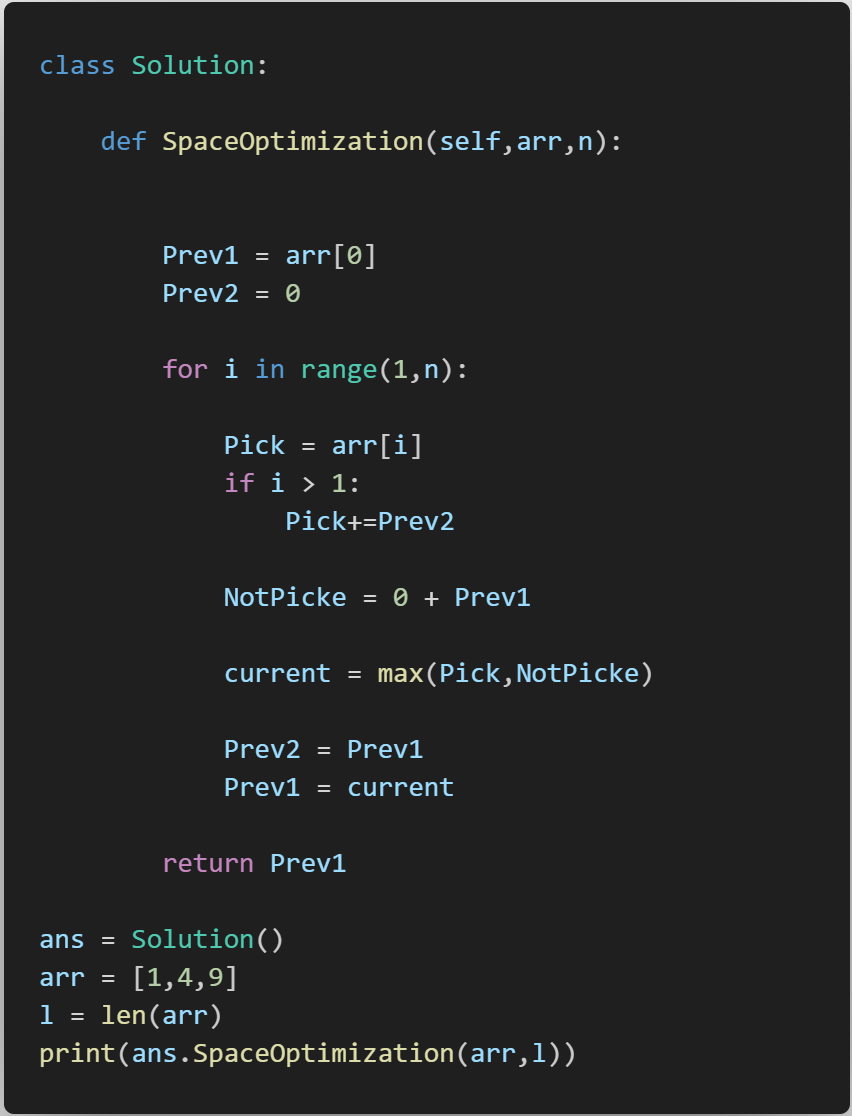 class Solution:
    def SpaceOptimization(self,arr,n):
        Prev1 = arr[0]
        Prev2 = 0
        for i in range(1,n):
            Pick = arr[i]
            if i > 1:
                Pick+=Prev2
            NotPicke = 0 + Prev1
            current = max(Pick,NotPicke)
            Prev2 = Prev1
            Prev1 = current
        return Prev1
ans = Solution()
arr = [1,4,9]
l = len(arr)
print(ans.SpaceOptimization(arr,l))